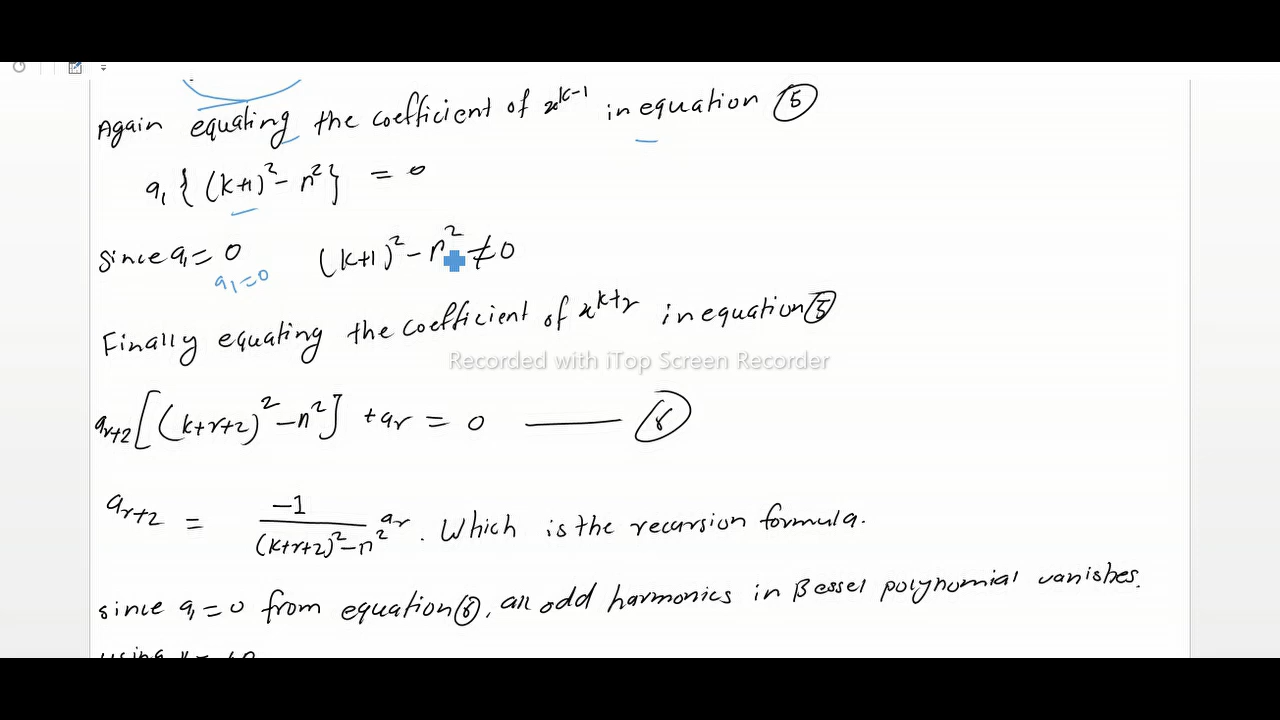 Again equating the coefficient of x^{k-1} in equation ⑤
a₁ { (k+1)² - n² } = 0
since a₁ = 0 (k+1)² - n² ≠ 0
a₁=0
Finally equating the coefficient of x^{k+r} in equation ⑤
Recorded with iTop Screen Recorder
a_{r+2} [ (k+r+2)² - n² ] + a_r = 0 —— ⑧
a_{r+2} = -1/((k+r+2)² - n²) a_r. Which is the recursion formula.
since a₁ = 0 from equation ⑧, all odd harmonics in Bessel polynomial vanishes.